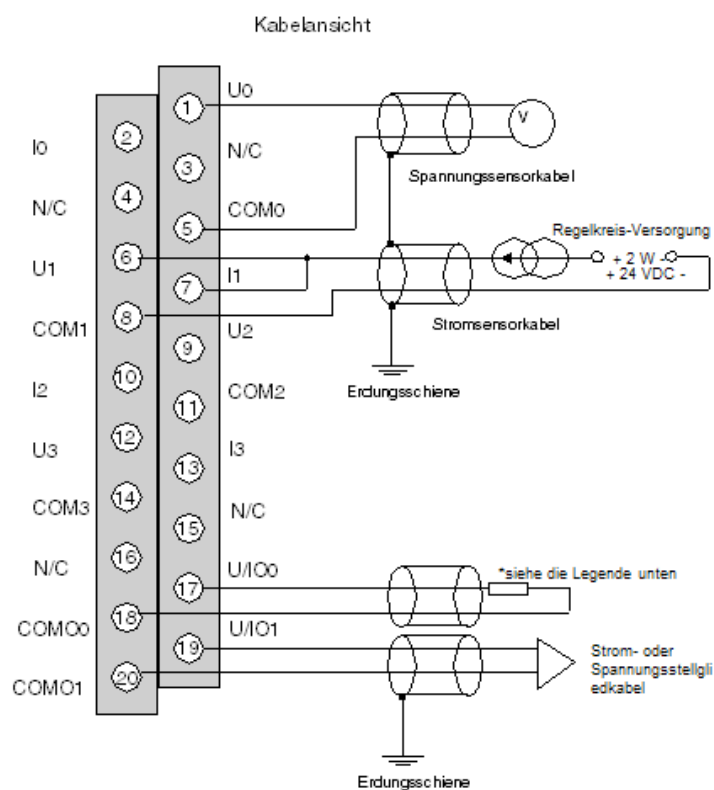 Kabelansicht
U0
1
2
I0
N/C
3
Spannungssensorkabel
V
4
N/C
COM0
5
Regelkreis-Versorgung
6
U1
I1
7
+ 2 W -
+ 24 VDC -
8
COM1
U2
Stromsensorkabel
9
10
I2
COM2
11
Erdungsschiene
12
U3
I3
13
14
COM3
N/C
15
16
N/C
U/IO0
17
*siehe die Legende unten
18
COMO0
U/IO1
19
Strom- oder
Spannungsstellgli
edkabel
20
COMO1
Erdungsschiene